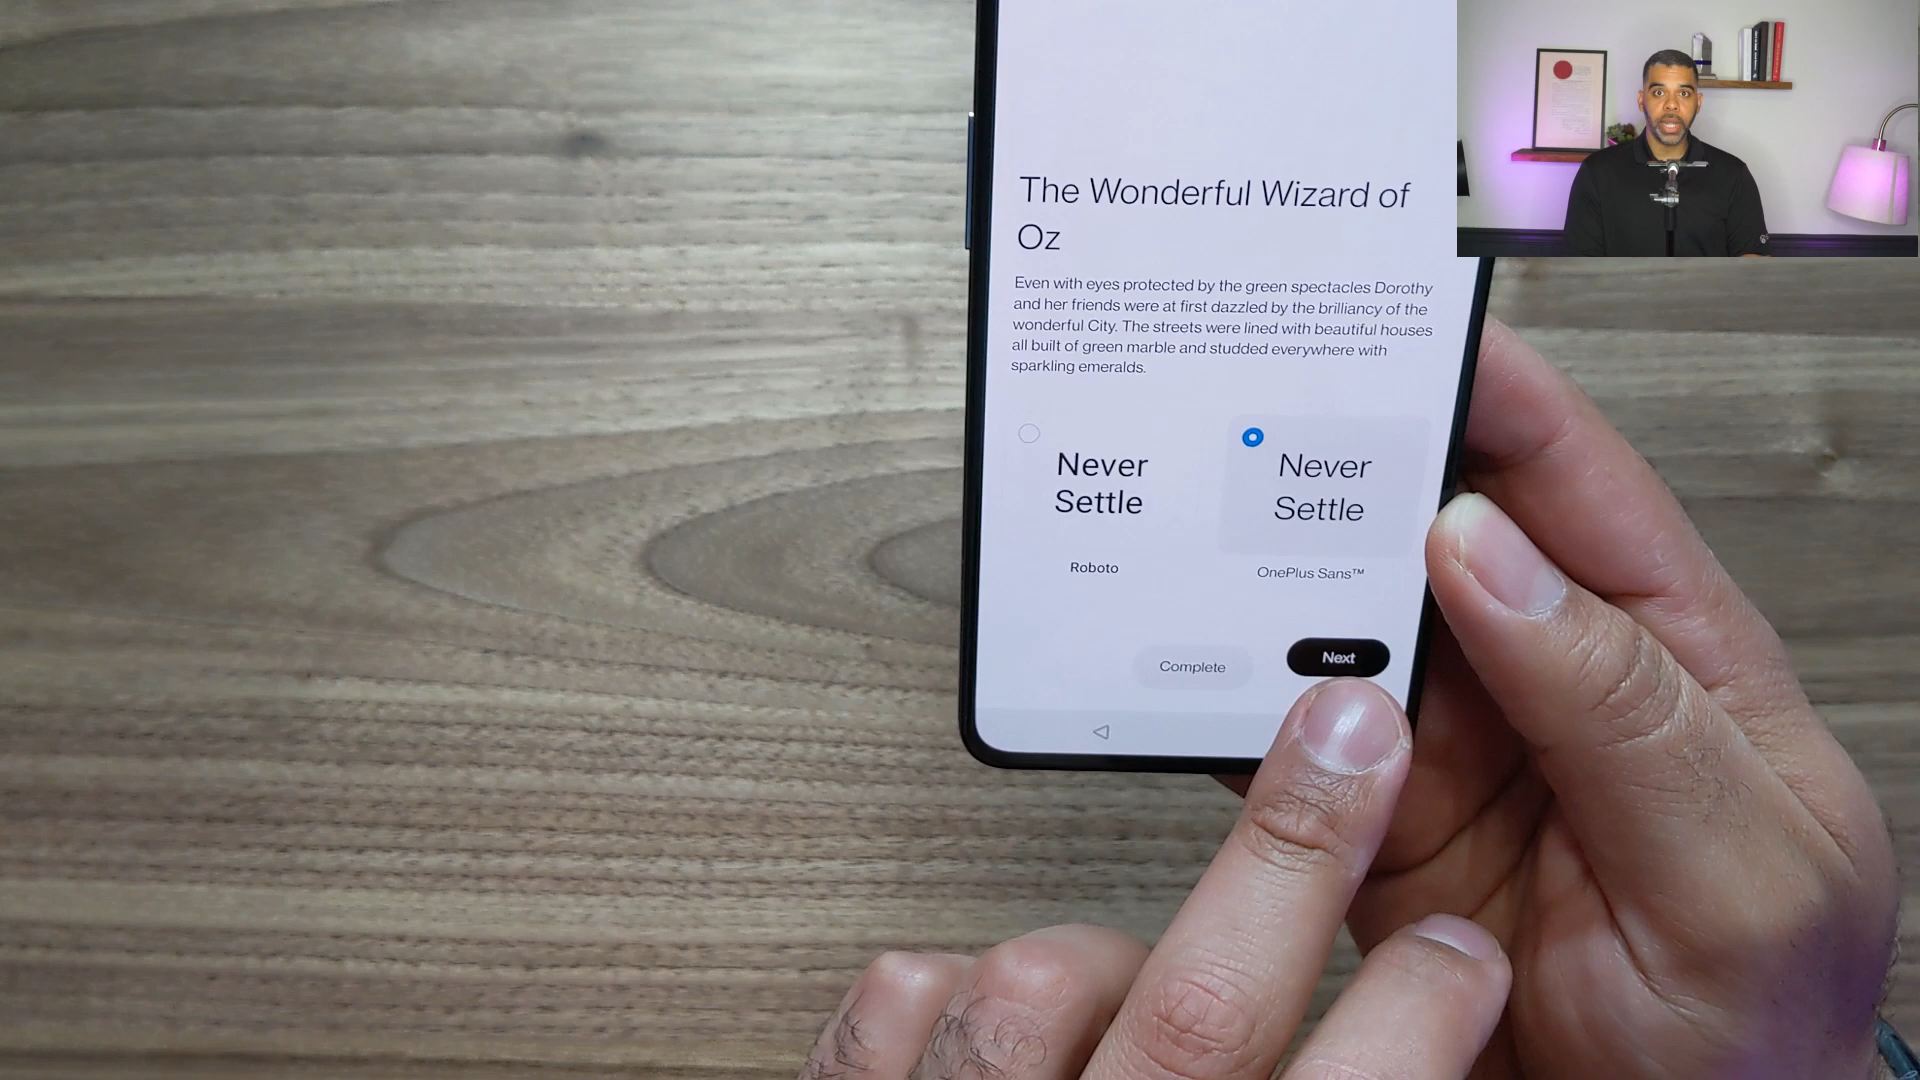 The Wonderful Wizard of
Oz
Even with eyes protected by the green spectacles Dorothy
and her friends were at first dazzled by the brilliancy of the
wonderful City. The streets were lined with beautiful houses
all built of green marble and studded everywhere with
sparkling emeralds.
Never
Settle
Roboto
Never
Settle
OnePlus Sans™
Complete
Next